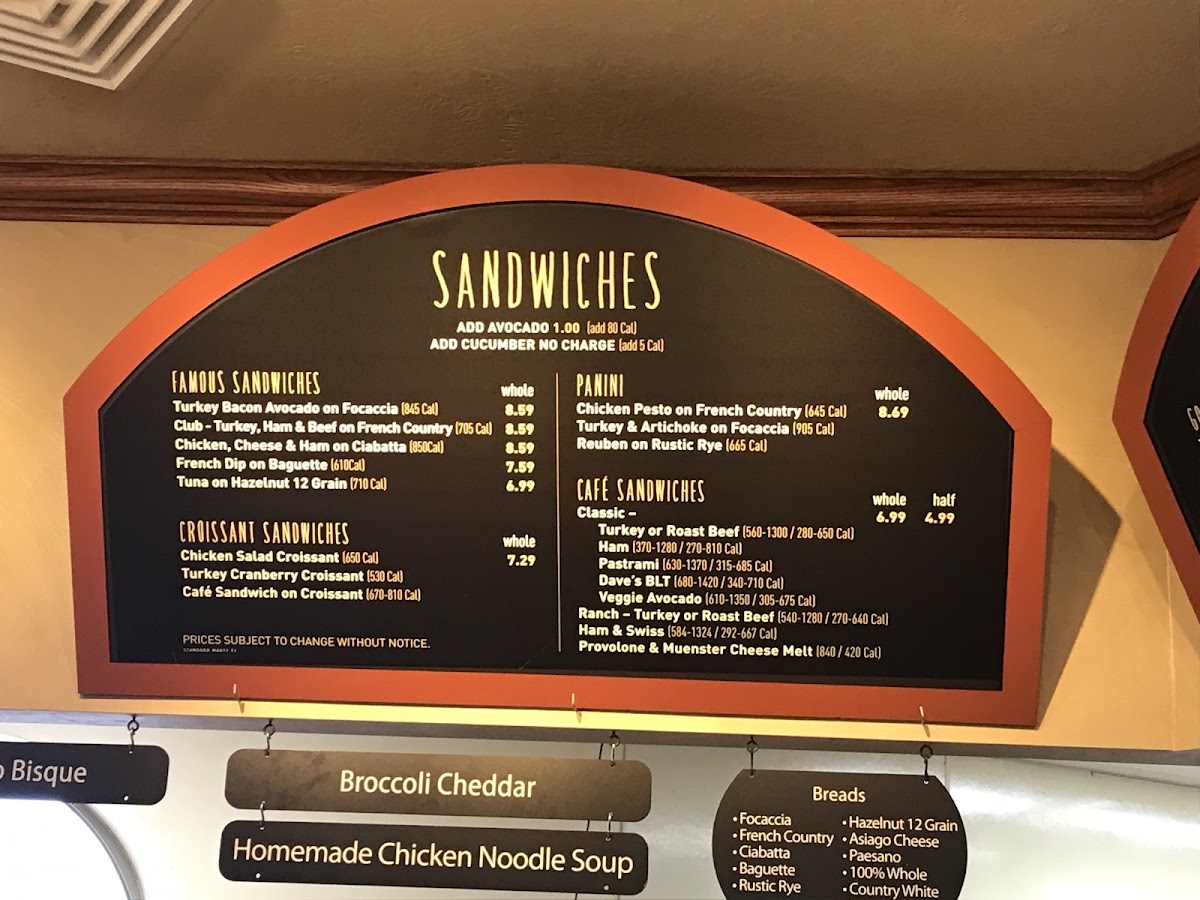 SANDWICHES
ADD AVOCADO 1.00 (add 80 Cal)
ADD CUCUMBER NO CHARGE (add 5 Cal)
FAMOUS SANDWICHES whole
Turkey Bacon Avocado on Focaccia (845 Cal) 8.59
Club - Turkey, Ham & Beef on French Country (705 Cal) 8.59
Chicken, Cheese & Ham on Ciabatta (850Cal) 8.59
French Dip on Baguette (610Cal) 7.59
Tuna on Hazelnut 12 Grain (710 Cal) 6.99
CROISSANT SANDWICHES whole
Chicken Salad Croissant (650 Cal) 7.29
Turkey Cranberry Croissant (530 Cal)
Café Sandwich on Croissant (670-810 Cal)
PRICES SUBJECT TO CHANGE WITHOUT NOTICE.
PANINI whole
Chicken Pesto on French Country (645 Cal) 8.69
Turkey & Artichoke on Focaccia (905 Cal)
Reuben on Rustic Rye (665 Cal)
CAFÉ SANDWICHES whole half
Classic – 6.99 4.99
Turkey or Roast Beef (560-1300 / 280-650 Cal)
Ham (370-1280 / 270-810 Cal)
Pastrami (630-1370 / 315-685 Cal)
Dave's BLT (680-1420 / 340-710 Cal)
Veggie Avocado (610-1350 / 305-675 Cal)
Ranch – Turkey or Roast Beef (540-1280 / 270-640 Cal)
Ham & Swiss (584-1324 / 292-667 Cal)
Provolone & Muenster Cheese Melt (840 / 420 Cal)
Bisque
Broccoli Cheddar
Homemade Chicken Noodle Soup
Breads
• Focaccia
• French Country
• Ciabatta
• Baguette
• Rustic Rye
• Hazelnut 12 Grain
• Asiago Cheese
• Paesano
• 100% Whole
• Country White